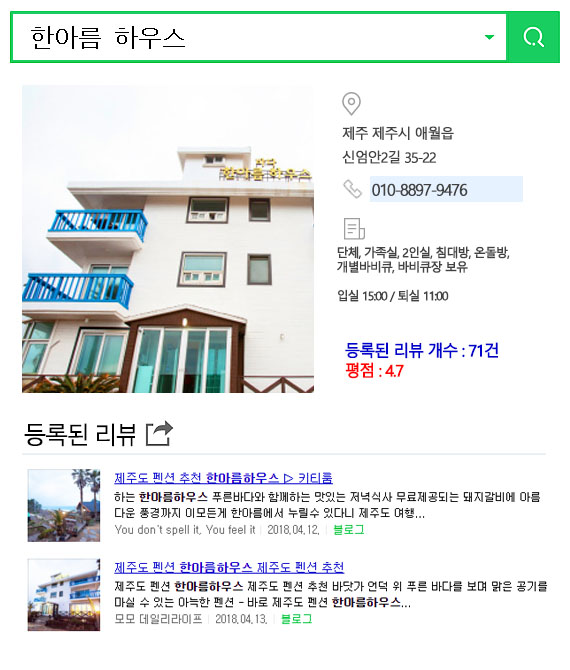 한아름 하우스
한아름하우스
제주 제주시 애월읍
신엄안2길 35-22
010-8897-9476
단체, 가족실, 2인실, 침대방, 온돌방,
개별바비큐, 바비큐장 보유
입실 15:00 / 퇴실 11:00
등록된 리뷰 개수 : 71건
평점 : 4.7
등록된 리뷰
제주도 펜션 추천 한아름하우스 ▷ 키티룸
하는 한아름하우스 푸른바다와 함께하는 맛있는 저녁식사 무료제공되는 돼지갈비에 아름
다운 풍경까지 이모든게 한아름에서 누릴수 있다니 제주도 여행...
You don't spell it, You feel it | 2018.04.12. | 블로그
제주도 펜션 한아름하우스 제주도 펜션 추천
제주도 펜션 한아름하우스 제주도 펜션 추천 바닷가 언덕 위 푸른 바다를 보며 맑은 공기를
마실 수 있는 아늑한 펜션 - 바로 제주도 펜션 한아름하우스...
모모 데일리라이프 | 2018.04.13. | 블로그